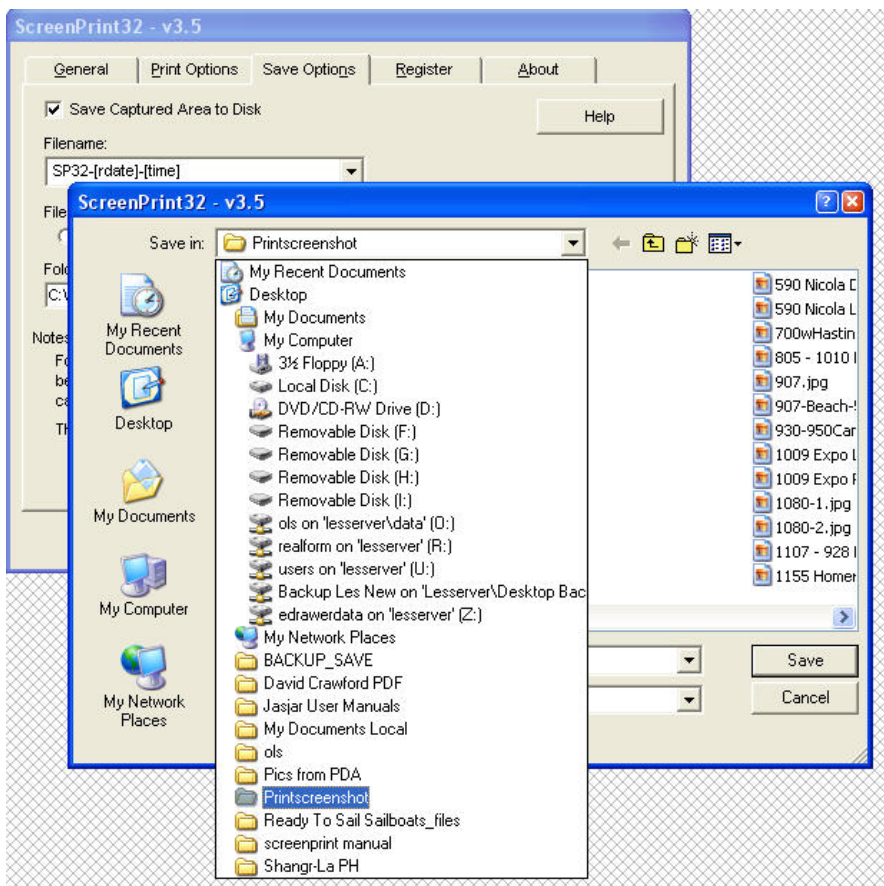 ScreenPrint32 - v3.5
General Print Options Save Options Register About
Save Captured Area to Disk
Help
Filename:
SP32-[rdate]-[time]
File
Fold
C:\
Notes
Fo
be
ca
Th
ScreenPrint32 - v3.5
Save in: Printscreenshot
My Recent Documents
Desktop
My Documents
My Computer
3½ Floppy (A:)
Local Disk (C:)
DVD/CD-RW Drive (D:)
Removable Disk (F:)
Removable Disk (G:)
Removable Disk (H:)
Removable Disk (I:)
ols on 'lesserver\data' (O:)
realform on 'lesserver' (R:)
users on 'lesserver' (U:)
Backup Les New on 'Lesserver\Desktop Bac
edrawerdata on 'lesserver' (Z:)
My Network Places
BACKUP_SAVE
David Crawford PDF
Jasjar User Manuals
My Documents Local
ols
Pics from PDA
Printscreenshot
Ready To Sail Sailboats_files
screenprint manual
Shangr-La PH
My Recent
Documents
Desktop
My Documents
My Computer
My Network
Places
590 Nicola
590 Nicola L
700wHastin
805 - 1010
907.jpg
907-Beach-
930-950Car
1009 Expo L
1009 Expo
1080-1.jpg
1080-2.jpg
1107 - 928
1155 Homer
Save
Cancel